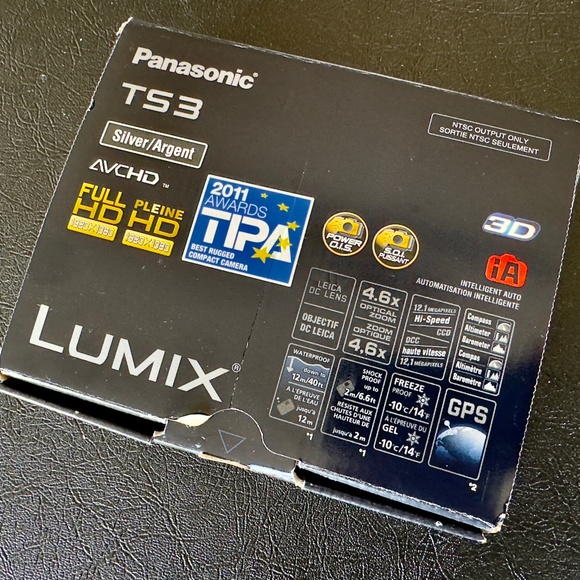 Panasonic
TS3
NTSC OUTPUT ONLY
SORTIE NTSC SEULEMENT
Silver/Argent
AVCHD™
FULL HD
1920x1080
PLEINE HD
1920x1080
2011
AWARDS
TIPA
BEST RUGGED
COMPACT CAMERA
POWER
O.I.S.
S.O.I.
PUISSANT
3D
iA
INTELLIGENT AUTO
AUTOMATISATION INTELLIGENTE
LEICA
DC LENS
OBJECTIF
DC LEICA
4.6x
OPTICAL
ZOOM
ZOOM
OPTIQUE
4,6x
12.1 MEGAPIXELS
Hi-Speed
CCD
DCC
haute vitesse
12,1 MÉGAPIXELS
Compass
Altimeter
Barometer
Compas
Altimètre
Baromètre
LUMIX®
WATERPROOF
down to
12m/40ft
À L'ÉPREUVE
DE L'EAU
jusqu'à
12m
*1
SHOCK
PROOF
up to
2m/6.6ft
RÉSISTE AUX
CHUTES D'UNE
HAUTEUR DE
jusqu'à 2m
*1
FREEZE
PROOF
-10°C/14°F
À L'ÉPREUVE DU
GEL
-10°C/14°F
GPS
*2